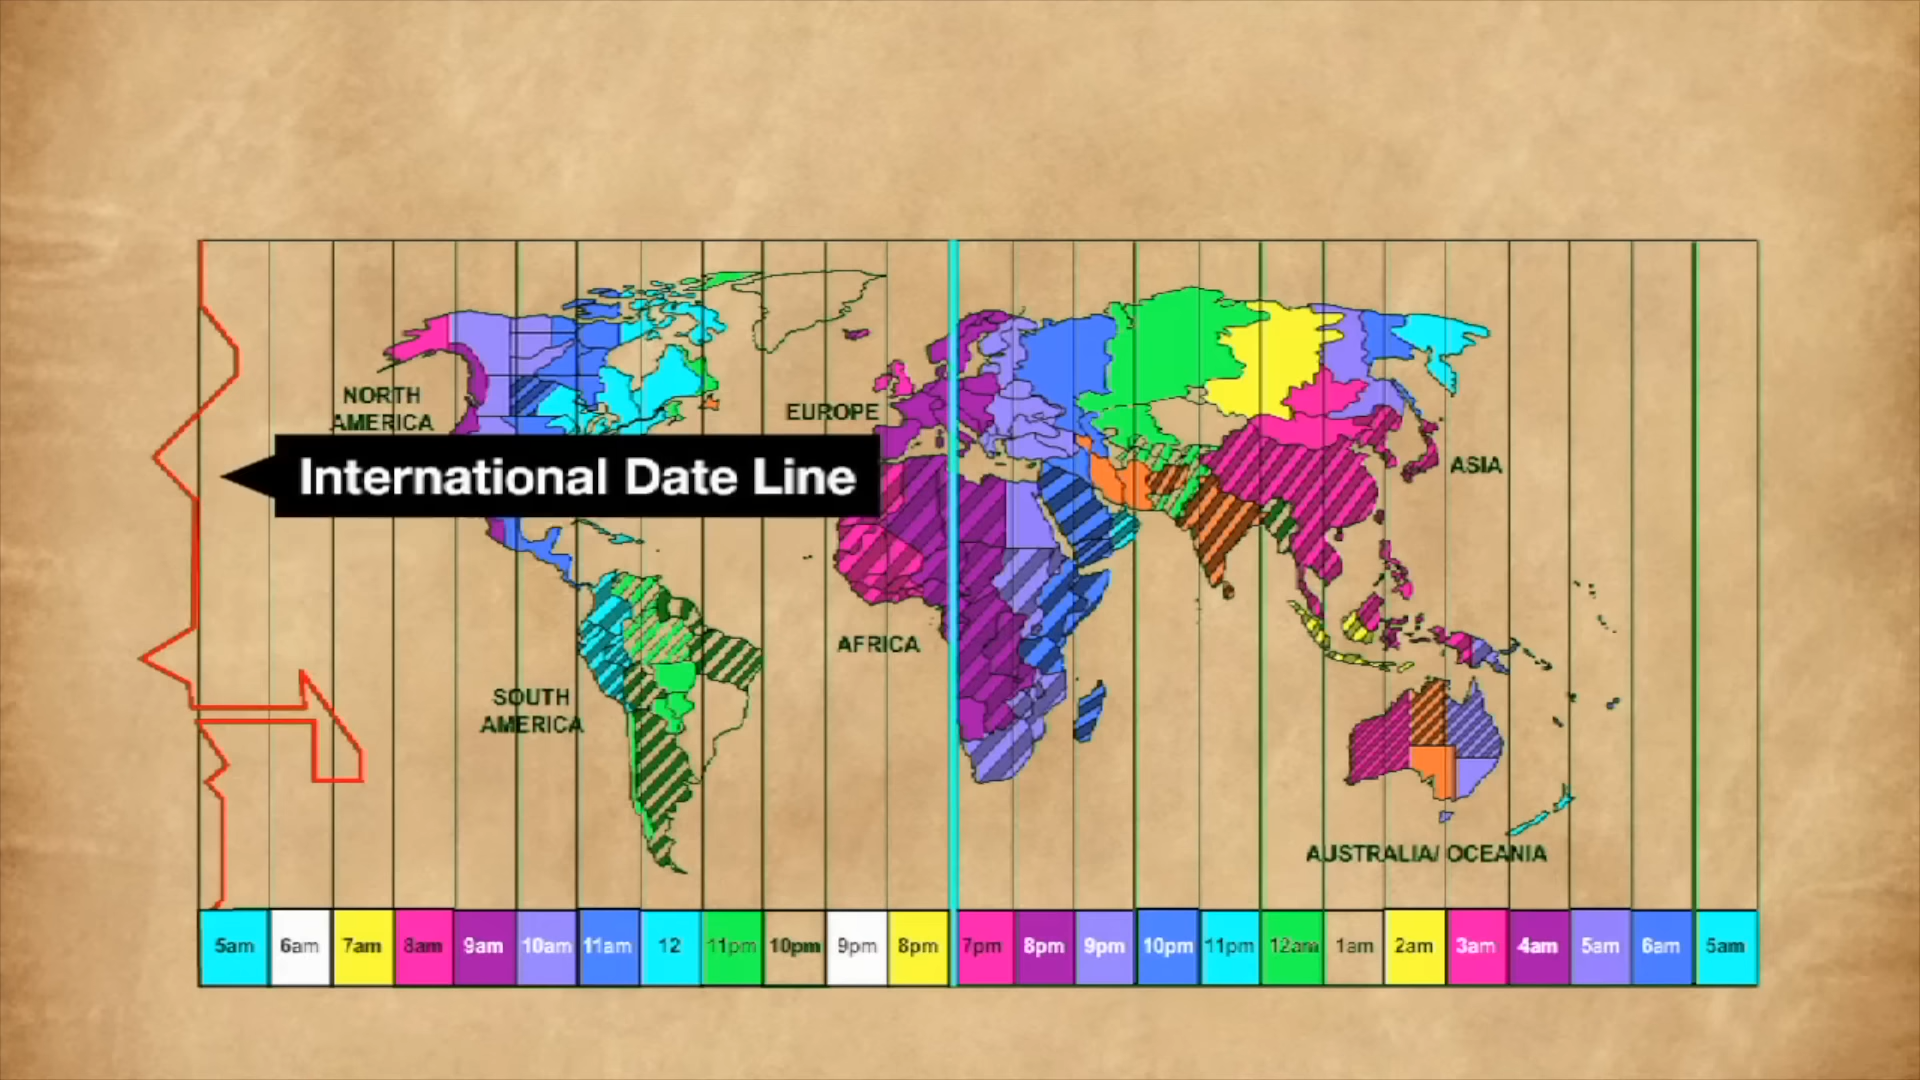 NORTH
AMERICA
EUROPE
International Date Line
ASIA
AFRICA
SOUTH
AMERICA
AUSTRALIA/ OCEANIA
5am 6am 7am 8am 9am 10am 11am 12 11pm 10pm 9pm 8pm 7pm 8pm 9pm 10pm 11pm 12am 1am 2am 3am 4am 5am 6am 5am